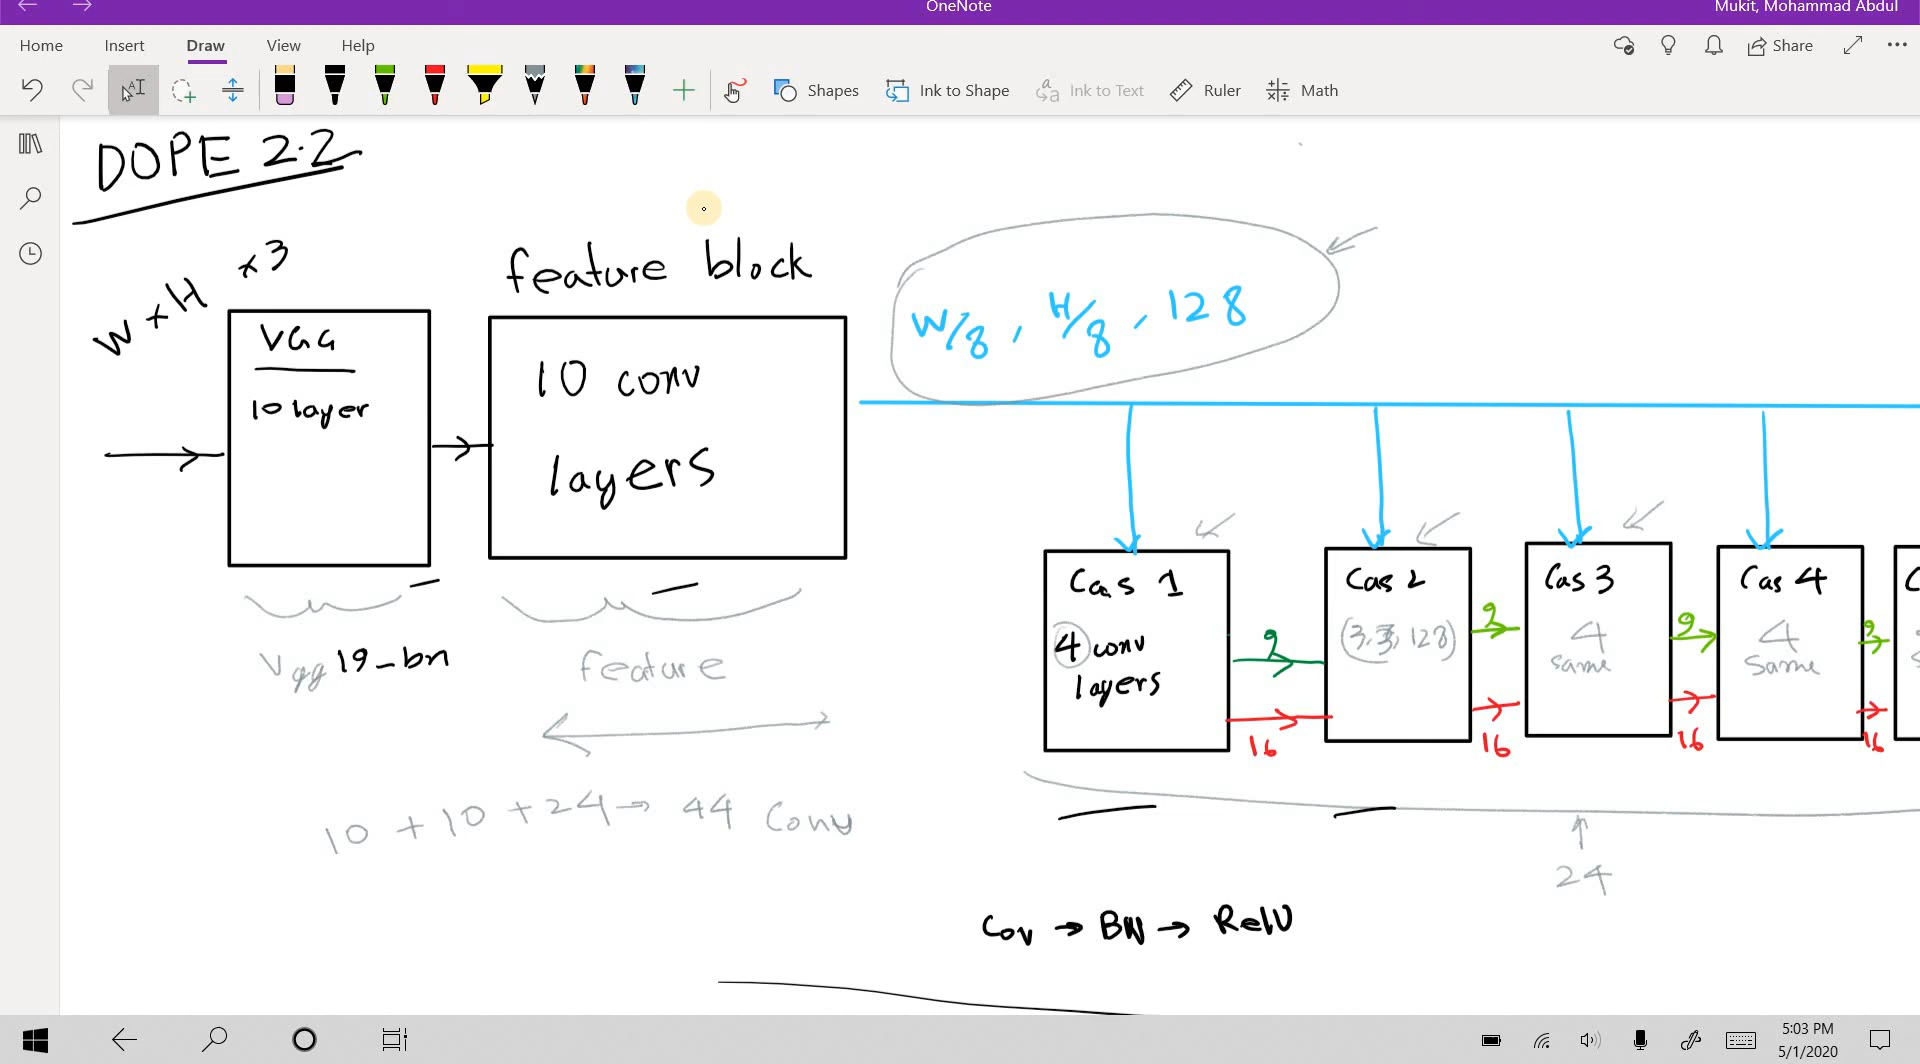 OneNote
Mukit, Mohammad Abdul
Home Insert Draw View Help
Share
Shapes Ink to Shape Ink to Text Ruler Math
DOPE 2.2
W x H x3
feature block
W/8, H/8, 128
VGG
10 layer
10 conv
layers
Cas 1
4 conv
layers
Cas 2
(3,3,128)
Cas 3
4
same
Cas 4
4
Same
9
9
9
9
16
16
16
16
Vgg 19-bn
feature
10 + 10 + 24 → 44 Conv
24
Cov → BN → RelU
5:03 PM
5/1/2020